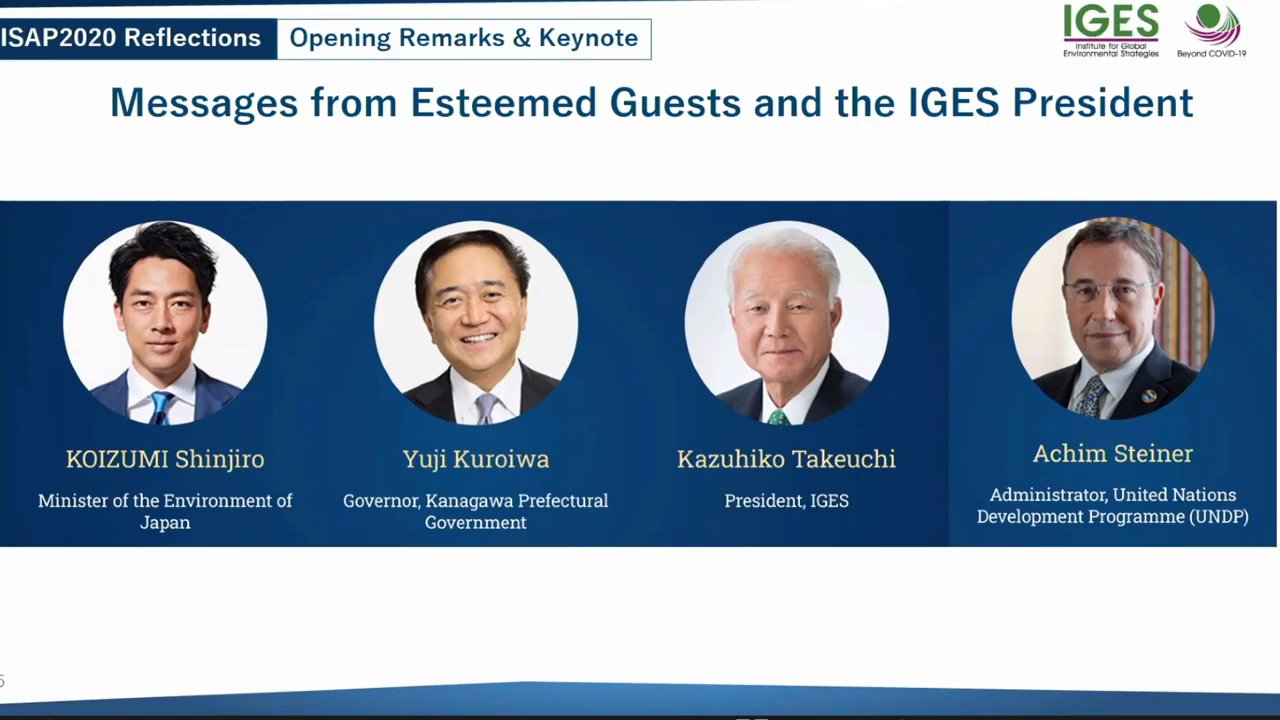 ISAP2020 Reflections
Opening Remarks & Keynote
IGES
Institute for Global
Environmental Strategies
Beyond COVID-19
Messages from Esteemed Guests and the IGES President
KOIZUMI Shinjiro
Minister of the Environment of
Japan
Yuji Kuroiwa
Governor, Kanagawa Prefectural
Government
Kazuhiko Takeuchi
President, IGES
Achim Steiner
Administrator, United Nations
Development Programme (UNDP)